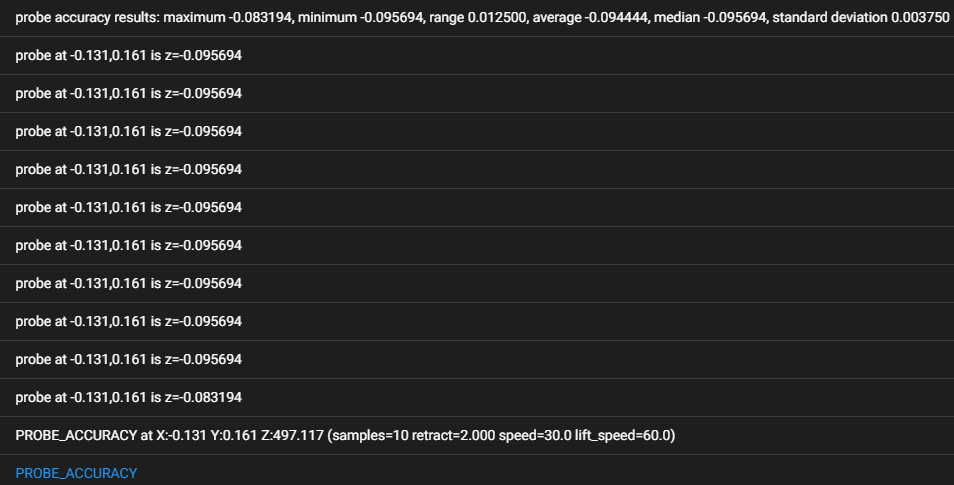 probe accuracy results: maximum -0.083194, minimum -0.095694, range 0.012500, average -0.094444, median -0.095694, standard deviation 0.003750
probe at -0.131,0.161 is z=-0.095694
probe at -0.131,0.161 is z=-0.095694
probe at -0.131,0.161 is z=-0.095694
probe at -0.131,0.161 is z=-0.095694
probe at -0.131,0.161 is z=-0.095694
probe at -0.131,0.161 is z=-0.095694
probe at -0.131,0.161 is z=-0.095694
probe at -0.131,0.161 is z=-0.095694
probe at -0.131,0.161 is z=-0.095694
probe at -0.131,0.161 is z=-0.083194
PROBE_ACCURACY at X:-0.131 Y:0.161 Z:497.117 (samples=10 retract=2.000 speed=30.0 lift_speed=60.0)
PROBE_ACCURACY